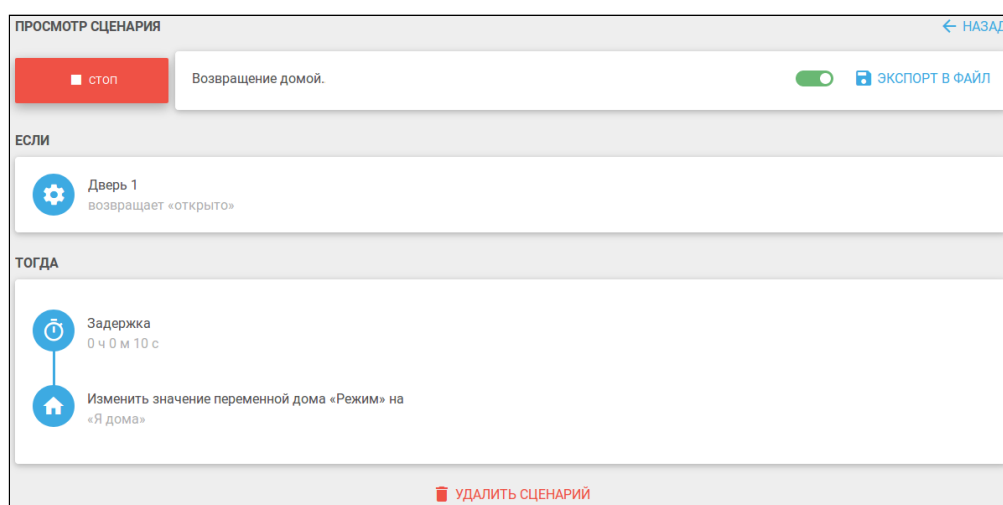 ПРОСМОТР СЦЕНАРИЯ
НАЗАД
СТОП
Возвращение домой.
ЭКСПОРТ В ФАЙЛ
ЕСЛИ
Дверь 1
возвращает «открыто»
ТОГДА
Задержка
0 ч 0 м 10 с
Изменить значение переменной дома «Режим» на
«Я дома»
УДАЛИТЬ СЦЕНАРИЙ